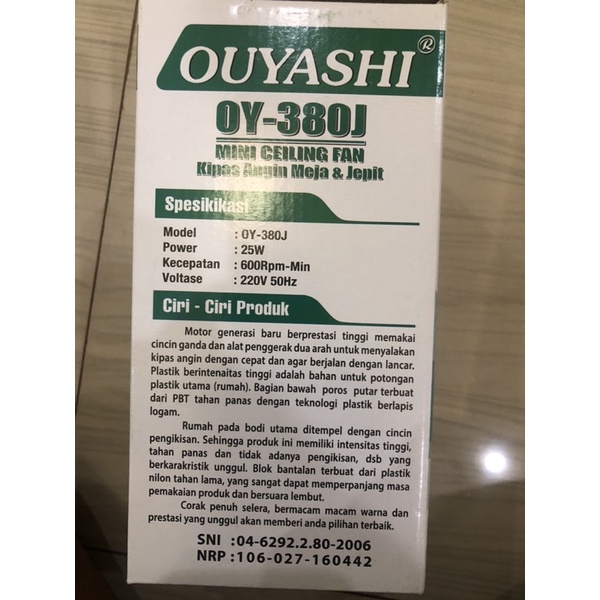 OUYASHI ®
OY-380J
MINI CEILING FAN
Kipas Angin Meja & Jepit
Spesikikasi
Model : OY-380J
Power : 25W
Kecepatan : 600Rpm-Min
Voltase : 220V 50Hz
Ciri - Ciri Produk
Motor generasi baru berprestasi tinggi memakai
cincin ganda dan alat penggerak dua arah untuk menyalakan
kipas angin dengan cepat dan agar berjalan dengan lancar.
Plastik berintenaitas tinggi adalah bahan untuk potongan
plastik utama (rumah). Bagian bawah poros putar terbuat
dari PBT tahan panas dengan teknologi plastik berlapis
logam.
Rumah pada bodi utama ditempel dengan cincin
pengikisan. Sehingga produk ini memiliki intensitas tinggi,
tahan panas dan tidak adanya pengikisan, dsb yang
berkarakristik unggul. Blok bantalan terbuat dari plastik
nilon tahan lama, yang sangat dapat memperpanjang masa
pemakaian produk dan bersuara lembut.
Corak penuh selera, bermacam macam warna dan
prestasi yang unggul akan memberi anda pilihan terbaik.
SNI : 04-6292.2.80-2006
NRP : 106-027-160442